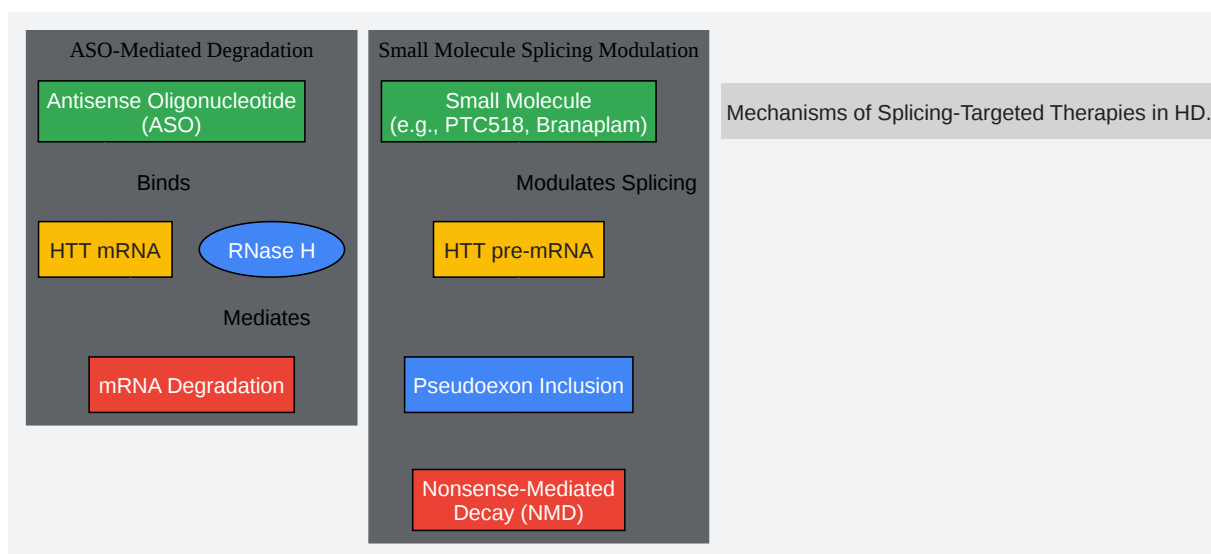 ASO-Mediated Degradation
Antisense Oligonucleotide
(ASO)
Binds
HTT mRNA
RNase H
Mediates
mRNA Degradation
Small Molecule Splicing Modulation
Small Molecule
(e.g., PTC518, Branaplam)
Modulates Splicing
HTT pre-mRNA
Pseudoexon Inclusion
Nonsense-Mediated
Decay (NMD)
Mechanisms of Splicing-Targeted Therapies in HD.